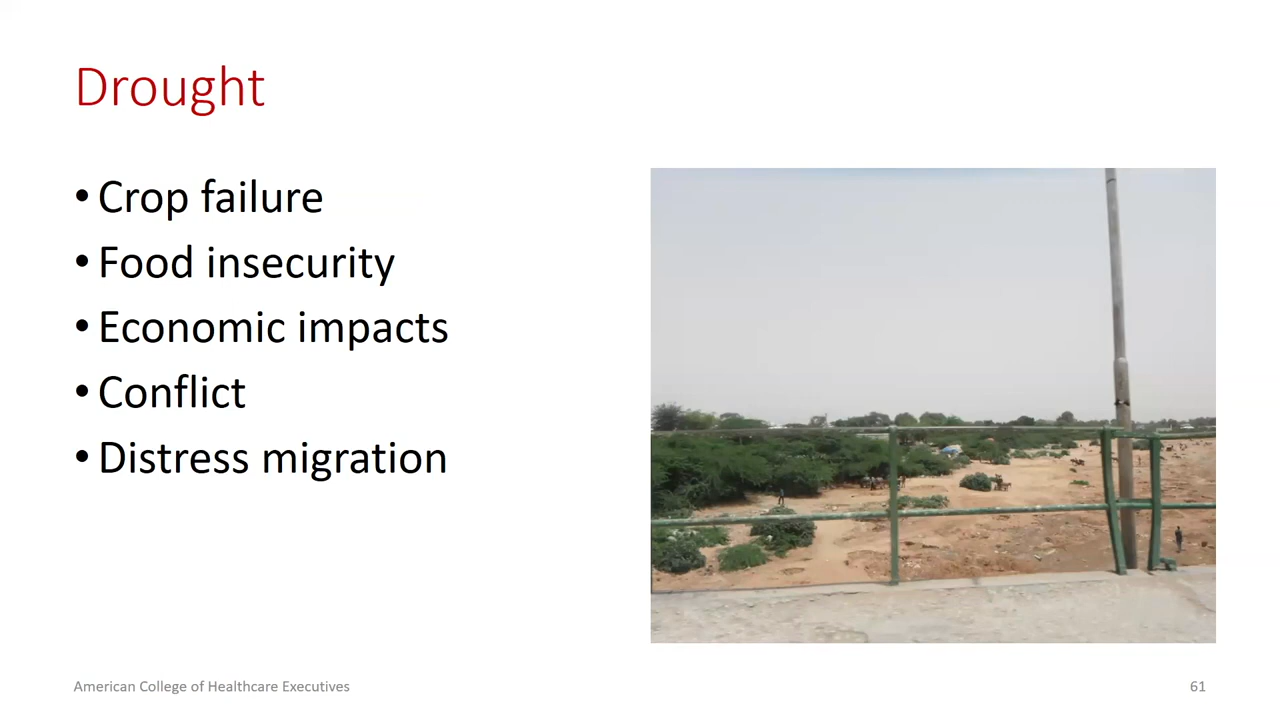 Drought
• Crop failure
• Food insecurity
• Economic impacts
• Conflict
• Distress migration
American College of Healthcare Executives
61